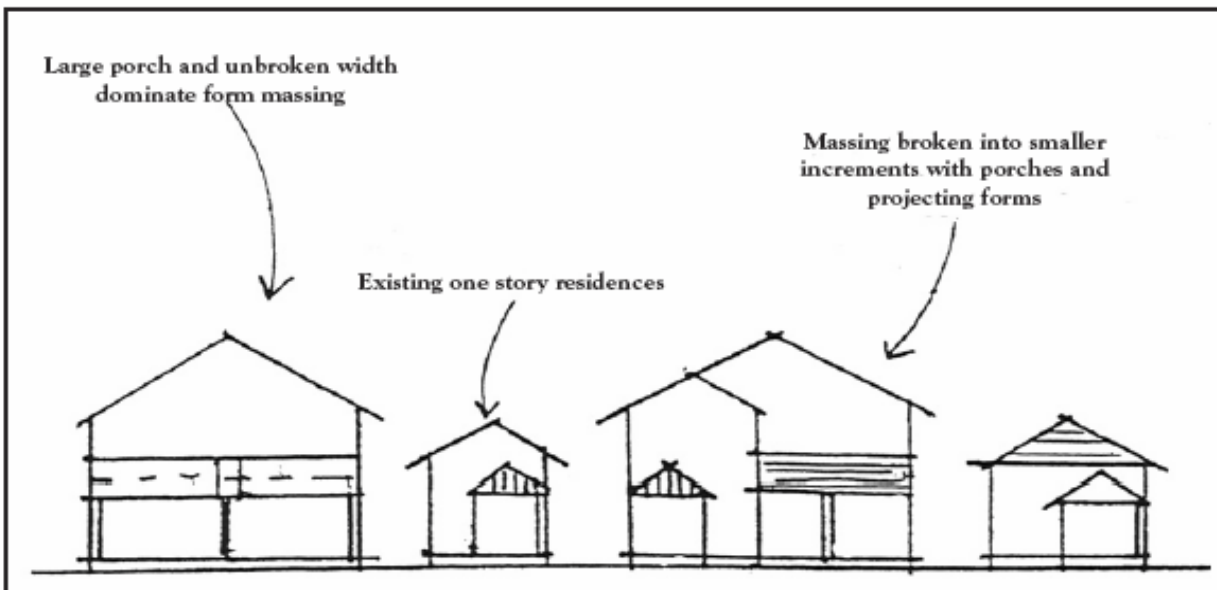 Large porch and unbroken width
dominate form massing
Massing broken into smaller
increments with porches and
projecting forms
Existing one story residences